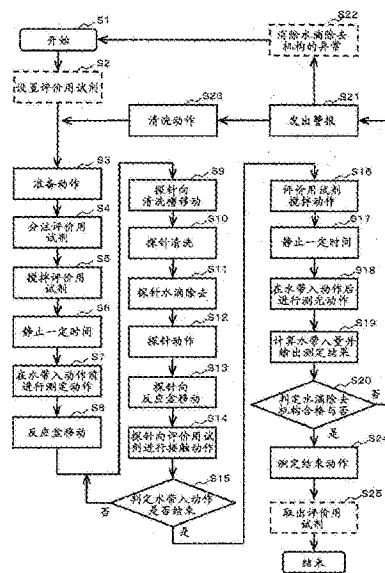 S1
开始
S2
设置评价用试剂
S3
准备动作
S4
分注评价用
试剂
S5
搅拌评价用
试剂
S6
静止一定时间
S7
在水带入动作前
进行测定动作
S8
反应盒移动
S9
探针向
清洗槽移动
S10
探针清洗
S11
探针水滴除去
S12
探针动作
S13
探针向
反应盒移动
S14
探针向评价用试
剂进行接触动作
S15
判定水带入动作
是否结束
否
是
S16
评价用试剂
搅拌动作
S17
静止一定时间
S18
在水带入动作后
进行测光动作
S19
计算水带入量并
输出测定结果
S20
判定水滴除去
机构合格与否
否
是
S21
发出警报
S22
消除水滴除去
机构的异常
S23
清洗动作
S24
测定结束动作
S25
取出评价用
试剂
结束